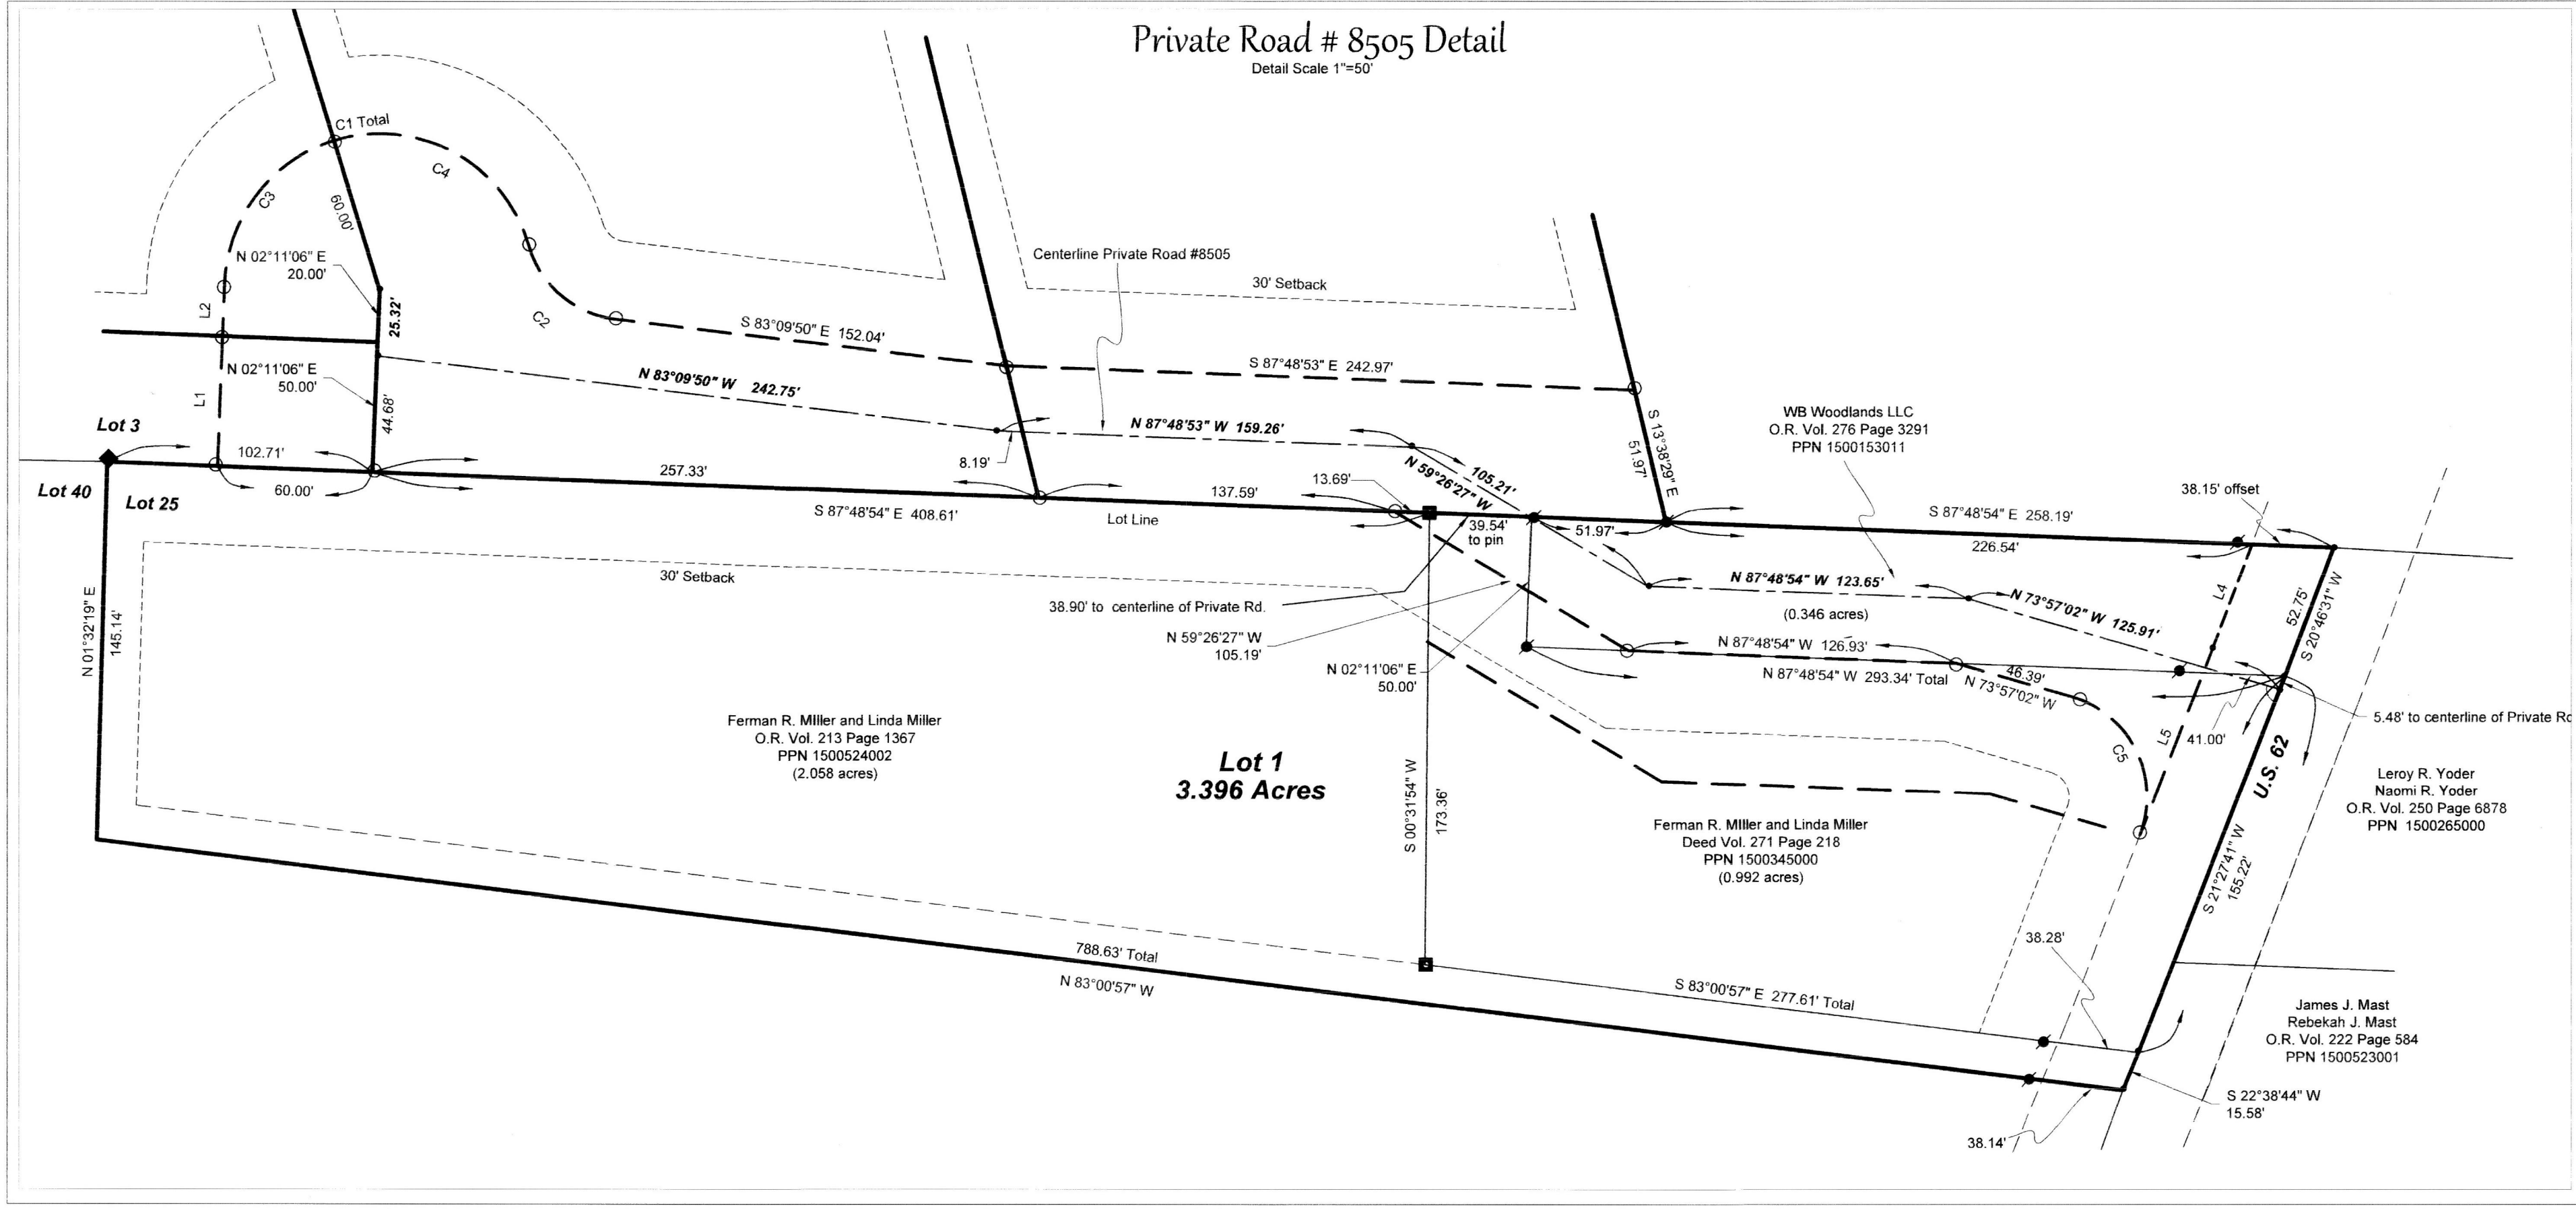 Private Road # 8505 Detail
Detail Scale 1"=50'
C1 Total
C3
C4
60.00'
N 02°11'06" E
20.00'
25.32'
L2
C2
S 83°09'50" E 152.04'
Centerline Private Road #8505
30' Setback
S 87°48'53" E 242.97'
N 02°11'06" E
50.00'
L1
44.68'
N 83°09'50" W 242.75'
N 87°48'53" W 159.26'
S 13°38'29" E
51.97'
WB Woodlands LLC
O.R. Vol. 276 Page 3291
PPN 1500153011
Lot 3
102.71'
60.00'
257.33'
8.19'
13.69'
137.59'
N 59°26'27" W
105.21'
38.15' offset
Lot 40
Lot 25
S 87°48'54" E 408.61'
Lot Line
39.54'
to pin
51.97'
S 87°48'54" E 258.19'
226.54'
30' Setback
38.90' to centerline of Private Rd.
N 87°48'54" W 123.65'
(0.346 acres)
N 73°57'02" W 125.91'
L4
52.75'
S 20°46'31" W
N 01°32'19" E
145.14'
N 59°26'27" W
105.19'
N 02°11'06" E
50.00'
N 87°48'54" W 126.93'
N 87°48'54" W 293.34' Total
46.39'
N 73°57'02" W
5.48' to centerline of Private Rd
Ferman R. MIller and Linda Miller
O.R. Vol. 213 Page 1367
PPN 1500524002
(2.058 acres)
Lot 1
3.396 Acres
S 00°31'54" W
173.36'
C5
L5
41.00'
U.S. 62
Leroy R. Yoder
Naomi R. Yoder
O.R. Vol. 250 Page 6878
PPN 1500265000
Ferman R. MIller and Linda Miller
Deed Vol. 271 Page 218
PPN 1500345000
(0.992 acres)
S 21°27'41" W
155.22'
38.28'
788.63' Total
N 83°00'57" W
S 83°00'57" E 277.61' Total
James J. Mast
Rebekah J. Mast
O.R. Vol. 222 Page 584
PPN 1500523001
S 22°38'44" W
15.58'
38.14'